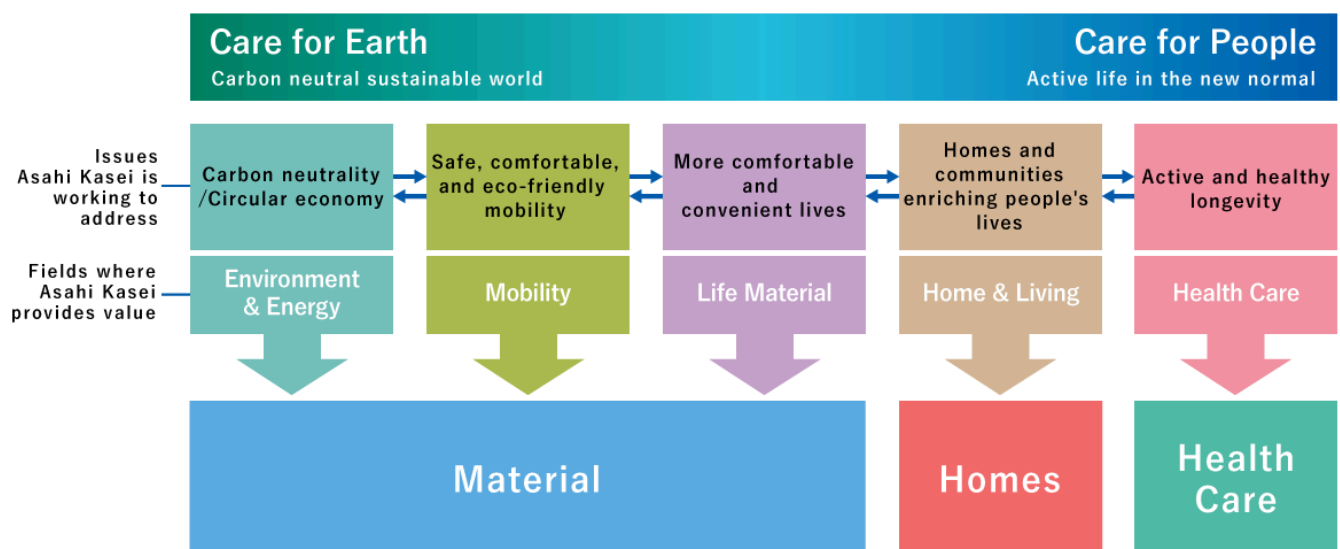 Care for Earth
Carbon neutral sustainable world
Care for People
Active life in the new normal
Issues
Asahi Kasei is
working to
address
Carbon neutrality
/Circular economy
Safe, comfortable,
and eco-friendly
mobility
More comfortable
and
convenient lives
Homes and
communities
enriching people's
lives
Active and healthy
longevity
Fields where
Asahi Kasei
provides value
Environment
& Energy
Mobility
Life Material
Home & Living
Health Care
Material
Homes
Health
Care